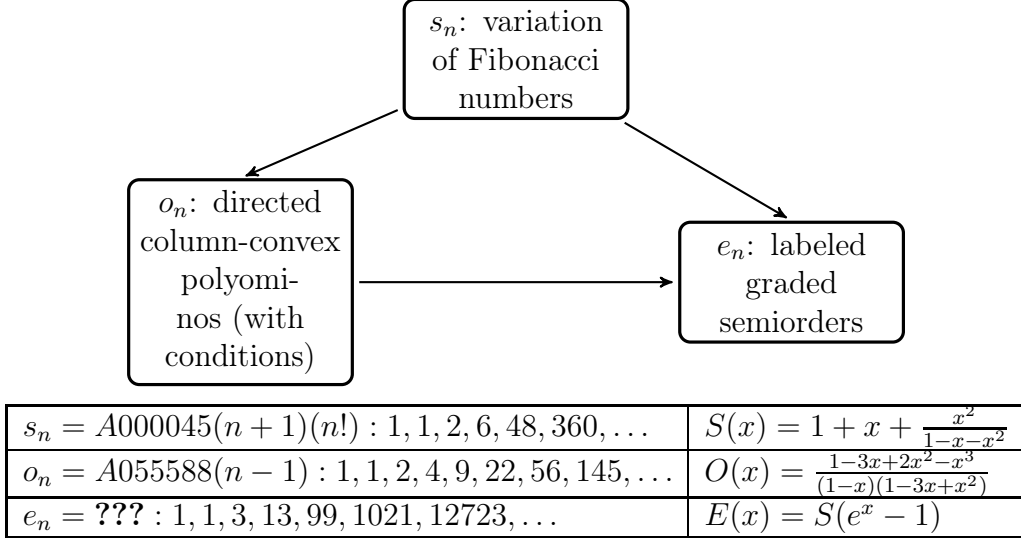 s_n: variation
of Fibonacci
numbers
o_n: directed
column-convex
polyomi-
nos (with
conditions)
e_n: labeled
graded
semiorders
s_n = A000045(n + 1)(n!) : 1, 1, 2, 6, 48, 360, . . . S(x) = 1 + x + \frac{x^2}{1-x-x^2}
o_n = A055588(n − 1) : 1, 1, 2, 4, 9, 22, 56, 145, . . . O(x) = \frac{1-3x+2x^2-x^3}{(1-x)(1-3x+x^2)}
e_n = ??? : 1, 1, 3, 13, 99, 1021, 12723, . . . E(x) = S(e^x − 1)